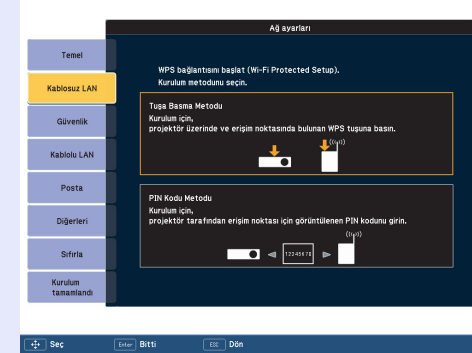 Ağ ayarları
Temel
Kablosuz LAN
Güvenlik
Kablolu LAN
Posta
Diğerleri
Sıfırla
Kurulum
tamamlandı
WPS bağlantısını başlat (Wi-Fi Protected Setup).
Kurulum metodunu seçin.
Tuşa Basma Metodu
Kurulum için,
projektör üzerinde ve erişim noktasında bulunan WPS tuşuna basın.
PIN Kodu Metodu
Kurulum için,
projektör tarafından erişim noktası için görüntülenen PIN kodunu girin.
12345678
Seç
Enter Bitti
ESC Dön